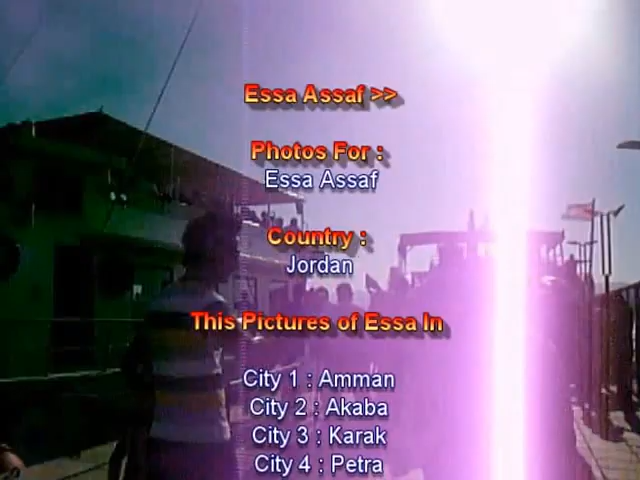 Essa Assaf >>
Photos For :
Essa Assaf
Country :
Jordan
This Pictures of Essa In
City 1 : Amman
City 2 : Akaba
City 3 : Karak
City 4 : Petra